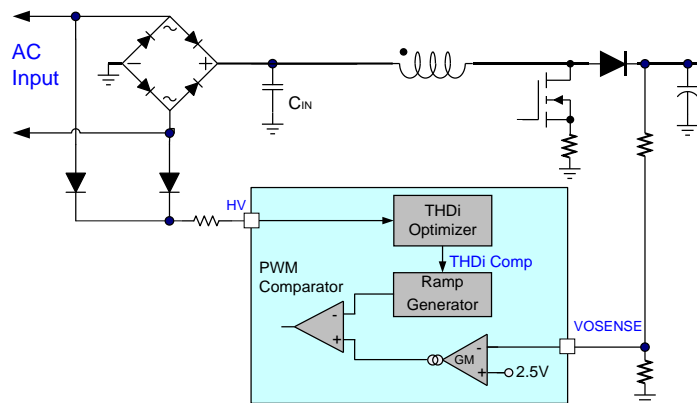 AC
Input
~
−
+
~
CIN
HV
THDi
Optimizer
THDi Comp
PWM
Comparator
Ramp
Generator
-
+
VOSENSE
-
GM
+
2.5V